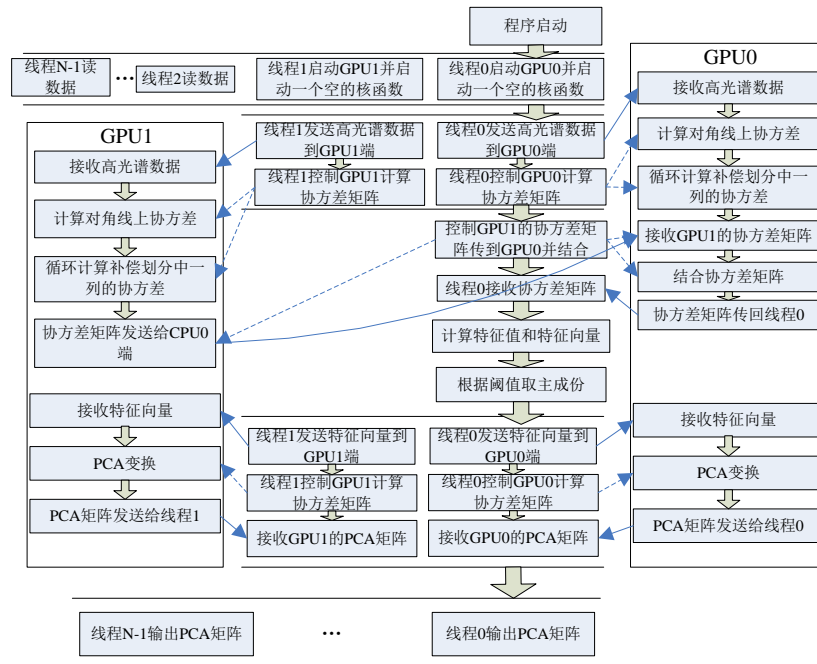 程序启动
线程N-1读
数据
...
线程2读数据
线程1启动GPU1并启
动一个空的核函数
线程0启动GPU0并启
动一个空的核函数
GPU1
接收高光谱数据
计算对角线上协方差
循环计算补偿划分中一
列的协方差
协方差矩阵发送给CPU0
端
接收特征向量
PCA变换
PCA矩阵发送给线程1
线程1发送高光谱数据
到GPU1端
线程1控制GPU1计算
协方差矩阵
线程0发送高光谱数据
到GPU0端
线程0控制GPU0计算
协方差矩阵
控制GPU1的协方差矩
阵传到GPU0并结合
线程0接收协方差矩阵
计算特征值和特征向量
根据阈值取主成份
线程1发送特征向量到
GPU1端
线程1控制GPU1计算
协方差矩阵
接收GPU1的PCA矩阵
线程0发送特征向量到
GPU0端
线程0控制GPU0计算
协方差矩阵
接收GPU0的PCA矩阵
GPU0
接收高光谱数据
计算对角线上协方差
循环计算补偿划分中一
列的协方差
接收GPU1的协方差矩阵
结合协方差矩阵
协方差矩阵传回线程0
接收特征向量
PCA变换
PCA矩阵发送给线程0
线程N-1输出PCA矩阵
...
线程0输出PCA矩阵